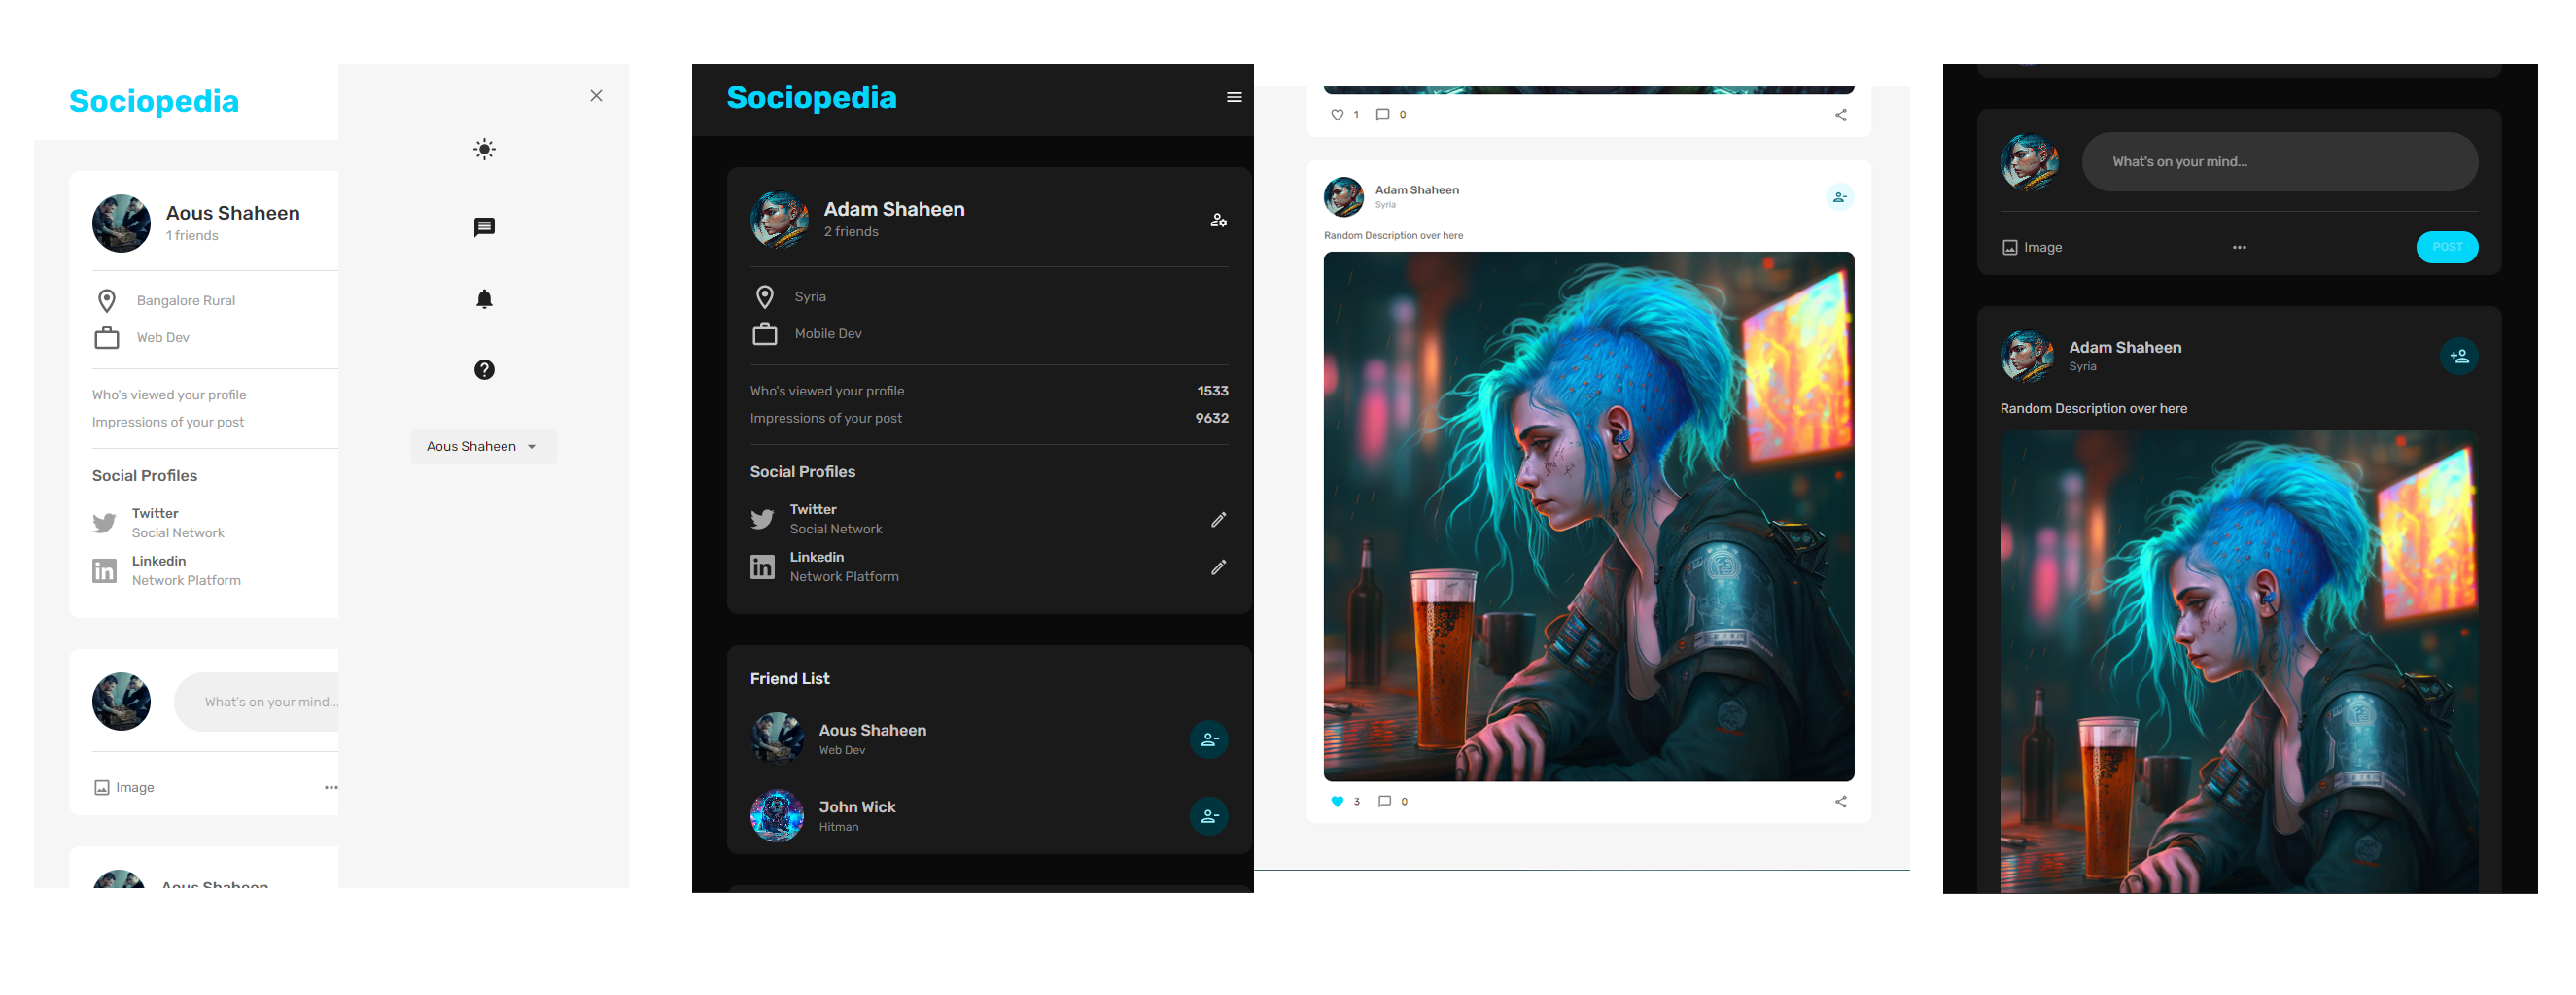 Sociopedia
Aous Shaheen
1 friends
Bangalore Rural
Web Dev
Who's viewed your profile
Impressions of your post
Social Profiles
Twitter
Social Network
Linkedin
Network Platform
What's on your mind...
Image
Aous Shaheen
Aous Shaheen
Sociopedia
Adam Shaheen
2 friends
Syria
Mobile Dev
Who's viewed your profile 1533
Impressions of your post 9632
Social Profiles
Twitter
Social Network
Linkedin
Network Platform
Friend List
Aous Shaheen
Web Dev
John Wick
Hitman
1 0
Adam Shaheen
Syria
Random Description over here
3 0
What's on your mind...
Image POST
Adam Shaheen
Syria
Random Description over here